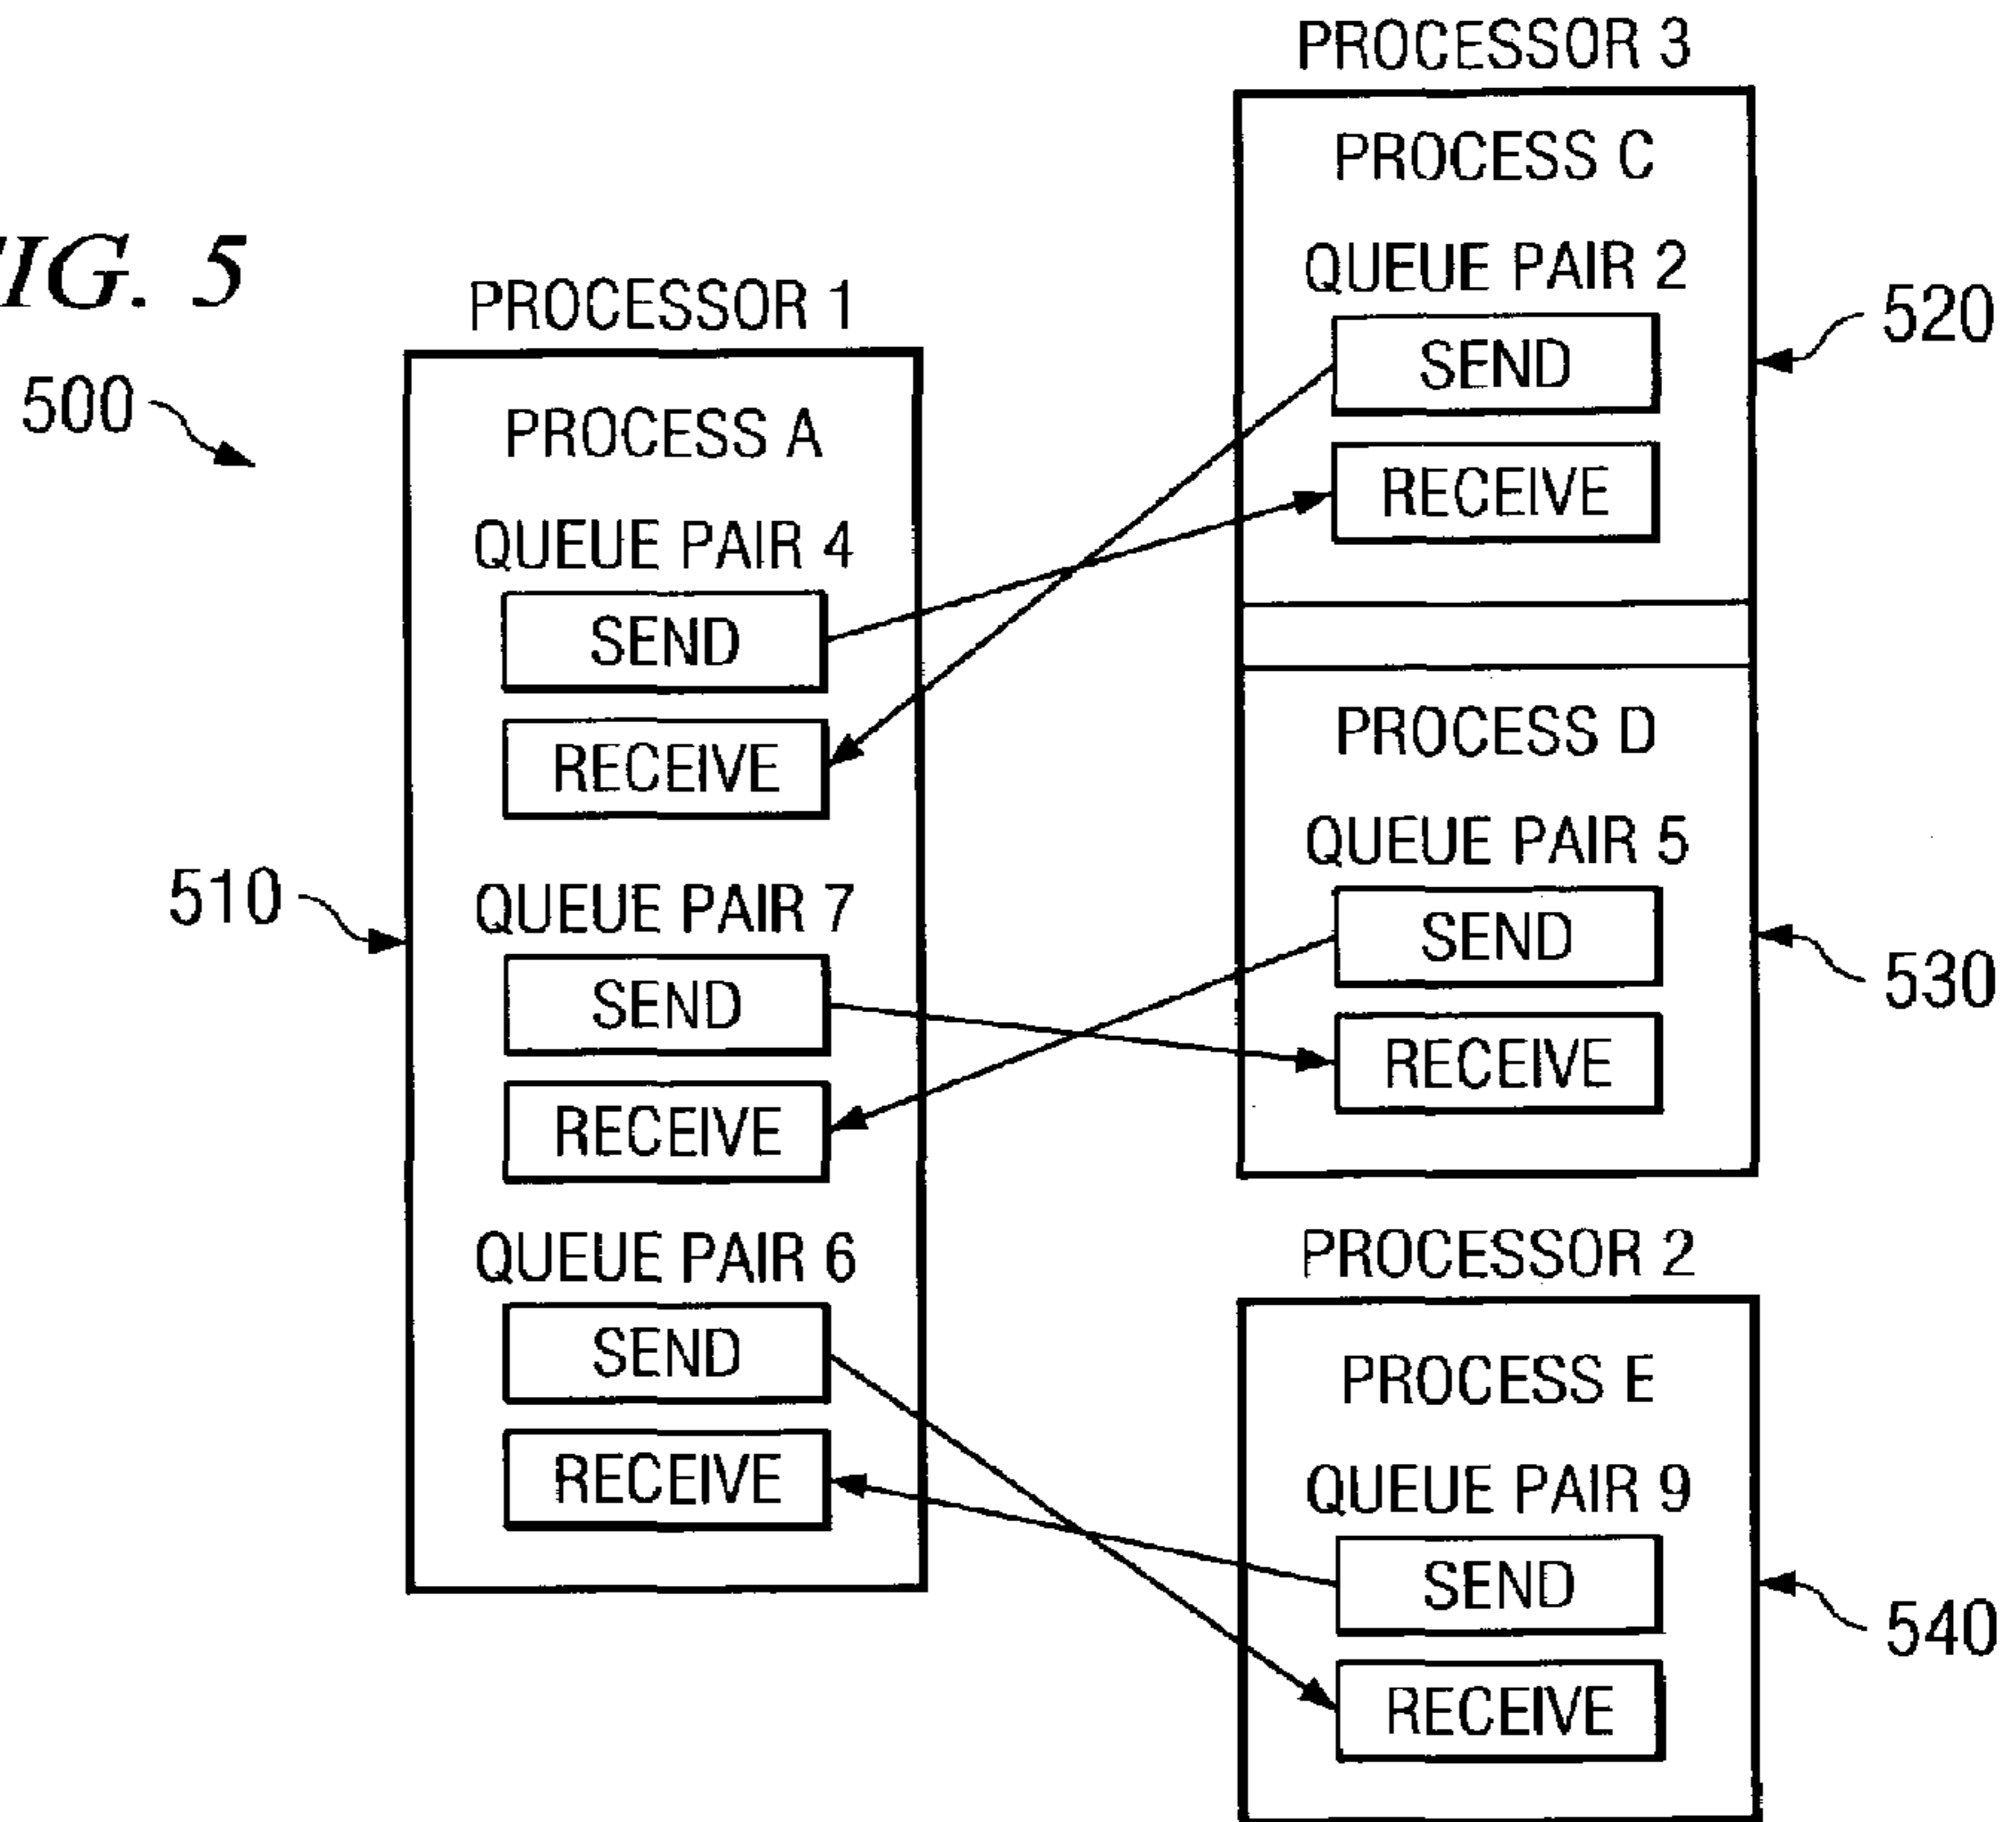 FIG. 5
500
PROCESSOR 1
510
PROCESS A
QUEUE PAIR 4
SEND
RECEIVE
QUEUE PAIR 7
SEND
RECEIVE
QUEUE PAIR 6
SEND
RECEIVE
PROCESSOR 3
PROCESS C
QUEUE PAIR 2
SEND
RECEIVE
520
PROCESS D
QUEUE PAIR 5
SEND
RECEIVE
530
PROCESSOR 2
PROCESS E
QUEUE PAIR 9
SEND
RECEIVE
540